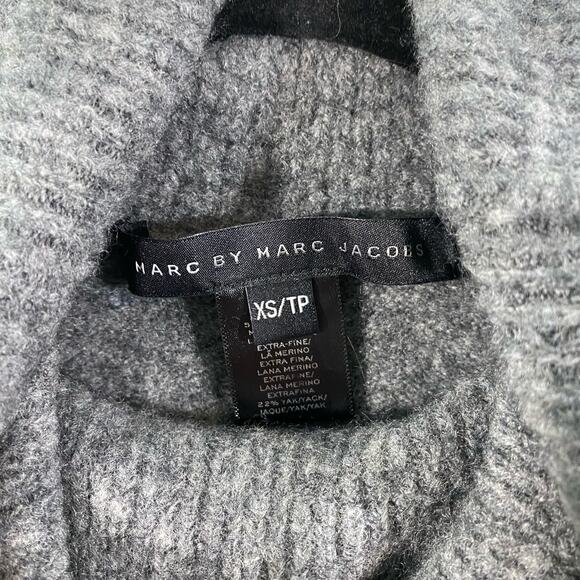 MARC BY MARC JACOBS
XS/TP
EXTRA-FINE/
LÃ MERINO
EXTRA FINA/
LANA MERINO
EXTRAFINE/
LANA MERINO
EXTRAFINA
22% YAK/YACK/
JAQUE/YAK/YAK